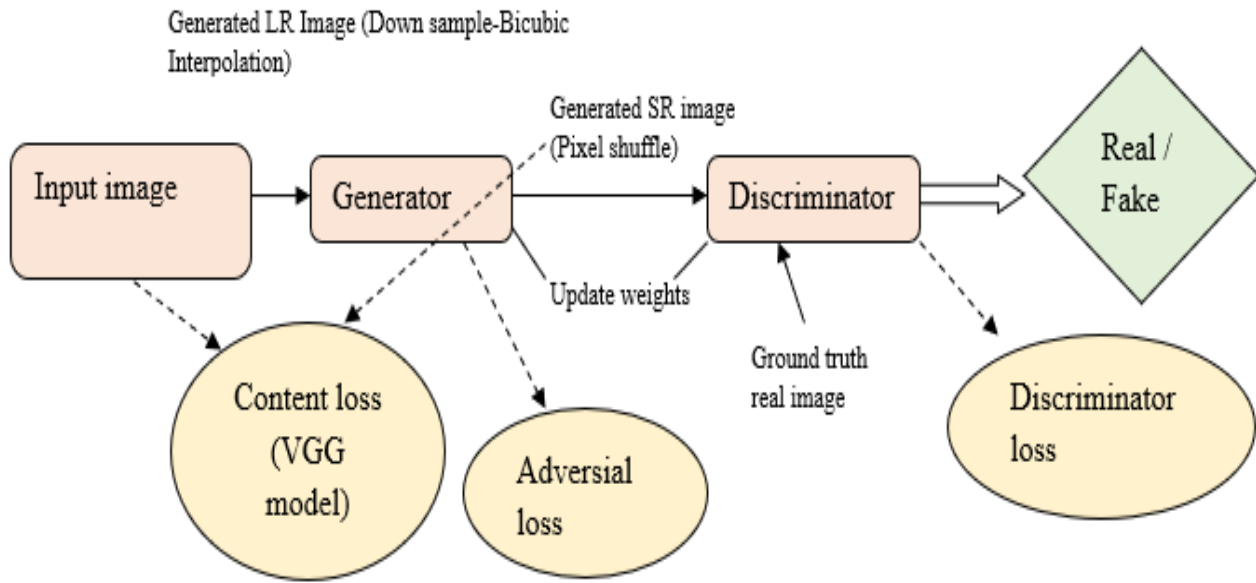 Generated LR Image (Down sample-Bicubic
Interpolation)
Generated SR image
(Pixel shuffle)
Input image
Generator
Discriminator
Real /
Fake
Update weights
Ground truth
real image
Content loss
(VGG
model)
Adversial
loss
Discriminator
loss